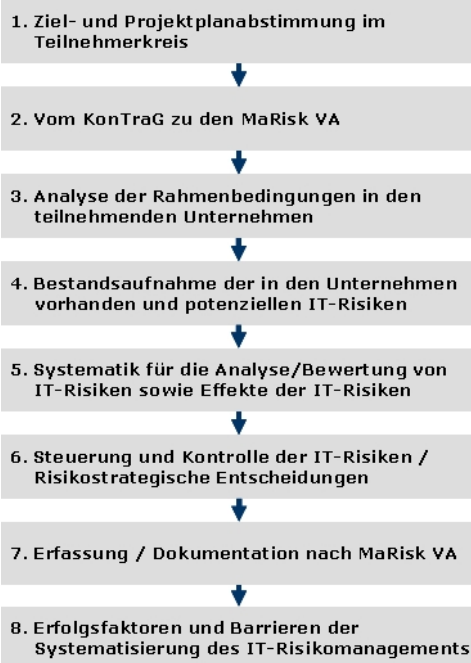 1. Ziel- und Projektplanabstimmung im
Teilnehmerkreis
2. Vom KonTraG zu den MaRisk VA
3. Analyse der Rahmenbedingungen in den
teilnehmenden Unternehmen
4. Bestandsaufnahme der in den Unternehmen
vorhanden und potenziellen IT-Risiken
5. Systematik für die Analyse/Bewertung von
IT-Risiken sowie Effekte der IT-Risiken
6. Steuerung und Kontrolle der IT-Risiken /
Risikostrategische Entscheidungen
7. Erfassung / Dokumentation nach MaRisk VA
8. Erfolgsfaktoren und Barrieren der
Systematisierung des IT-Risikomanagements